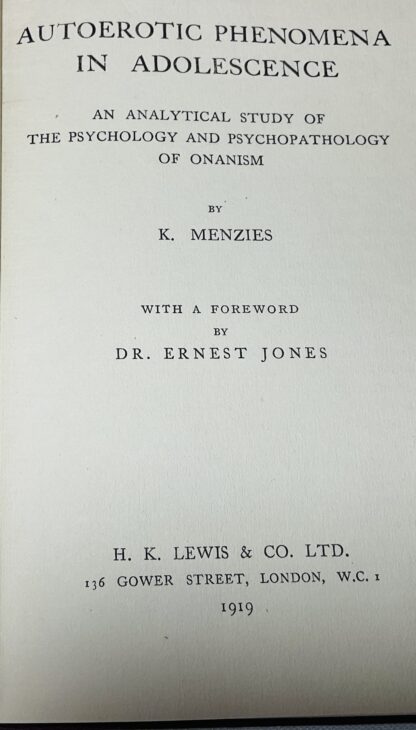 AUTOEROTIC PHENOMENA
IN ADOLESCENCE
AN ANALYTICAL STUDY OF
THE PSYCHOLOGY AND PSYCHOPATHOLOGY
OF ONANISM
BY
K. MENZIES
WITH A FOREWORD
BY
DR. ERNEST JONES
H. K. LEWIS & CO. LTD.
136 GOWER STREET, LONDON, W.C. 1
1919